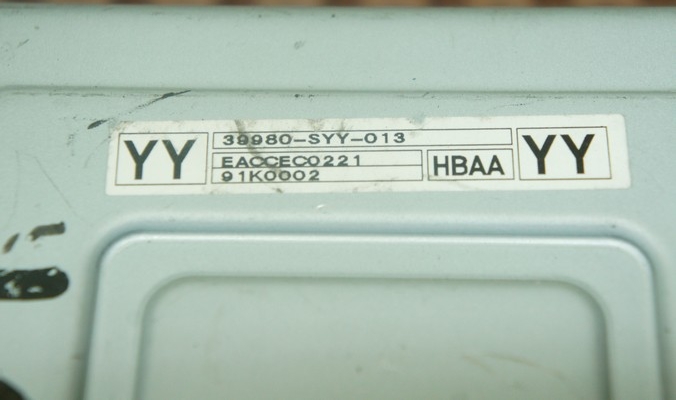 YY
39980-SYY-013
EACCEC0221
91K0002
HBAA
YY